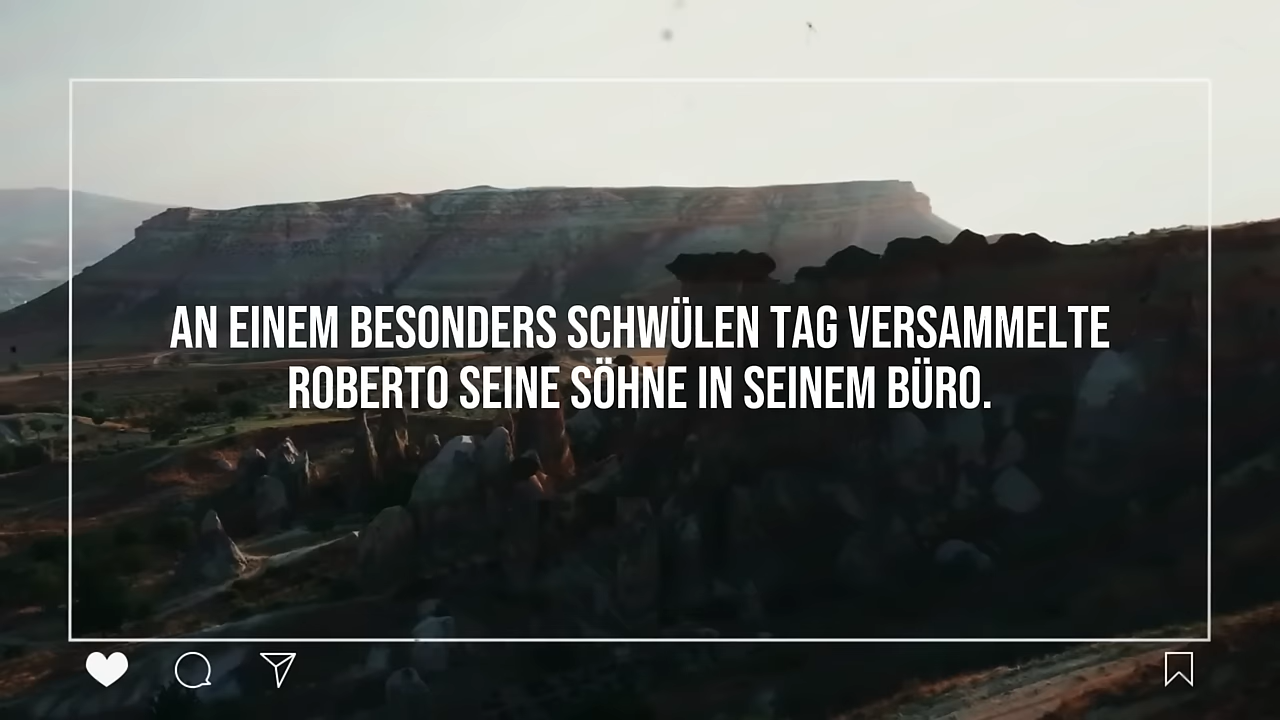 AN EINEM BESONDERS SCHWÜLEN TAG VERSAMMELTE
ROBERTO SEINE SÖHNE IN SEINEM BÜRO.